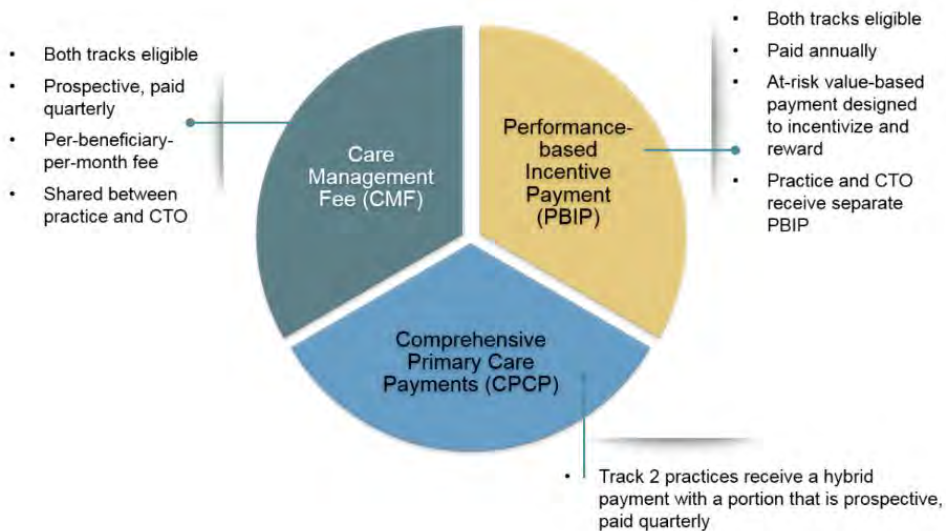 • Both tracks eligible
• Prospective, paid
quarterly
• Per-beneficiary-
per-month fee
• Shared between
practice and CTO
Care
Management
Fee (CMF)
Performance-
based
Incentive
Payment
(PBIP)
• Both tracks eligible
• Paid annually
• At-risk value-based
payment designed
to incentivize and
reward
• Practice and CTO
receive separate
PBIP
Comprehensive
Primary Care
Payments (CPCP)
• Track 2 practices receive a hybrid
payment with a portion that is prospective,
paid quarterly